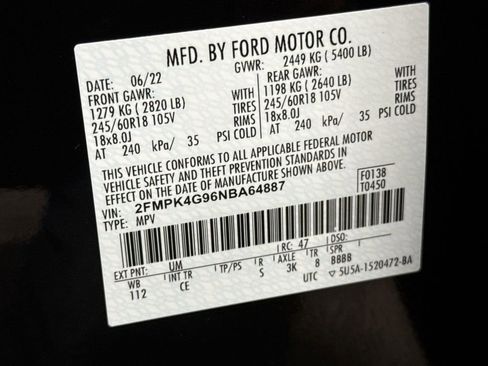 MFD. BY FORD MOTOR CO.
DATE: 06/22 GVWR: 2449 KG ( 5400 LB)
FRONT GAWR: REAR GAWR:
1279 KG ( 2820 LB) WITH 1198 KG ( 2640 LB) WITH
245/60R18 105V TIRES 245/60R18 105V TIRES
18x8.0J RIMS 18x8.0J RIMS
AT 240 kPa/ 35 PSI COLD AT 240 kPa/ 35 PSI COLD
THIS VEHICLE CONFORMS TO ALL APPLICABLE FEDERAL MOTOR
VEHICLE SAFETY AND THEFT PREVENTION STANDARDS IN
EFFECT ON THE DATE OF MANUFACTURE SHOWN ABOVE.
VIN: 2FMPK4G96NBA64887 F0138
TYPE: MPV T0450
EXT PNT: UM RC: 47 DSO:
WB INT TR TP/PS R AXLE TR SPR
112 CE S 3K 8 8888
UTC ▽5U5A-1520472-BA